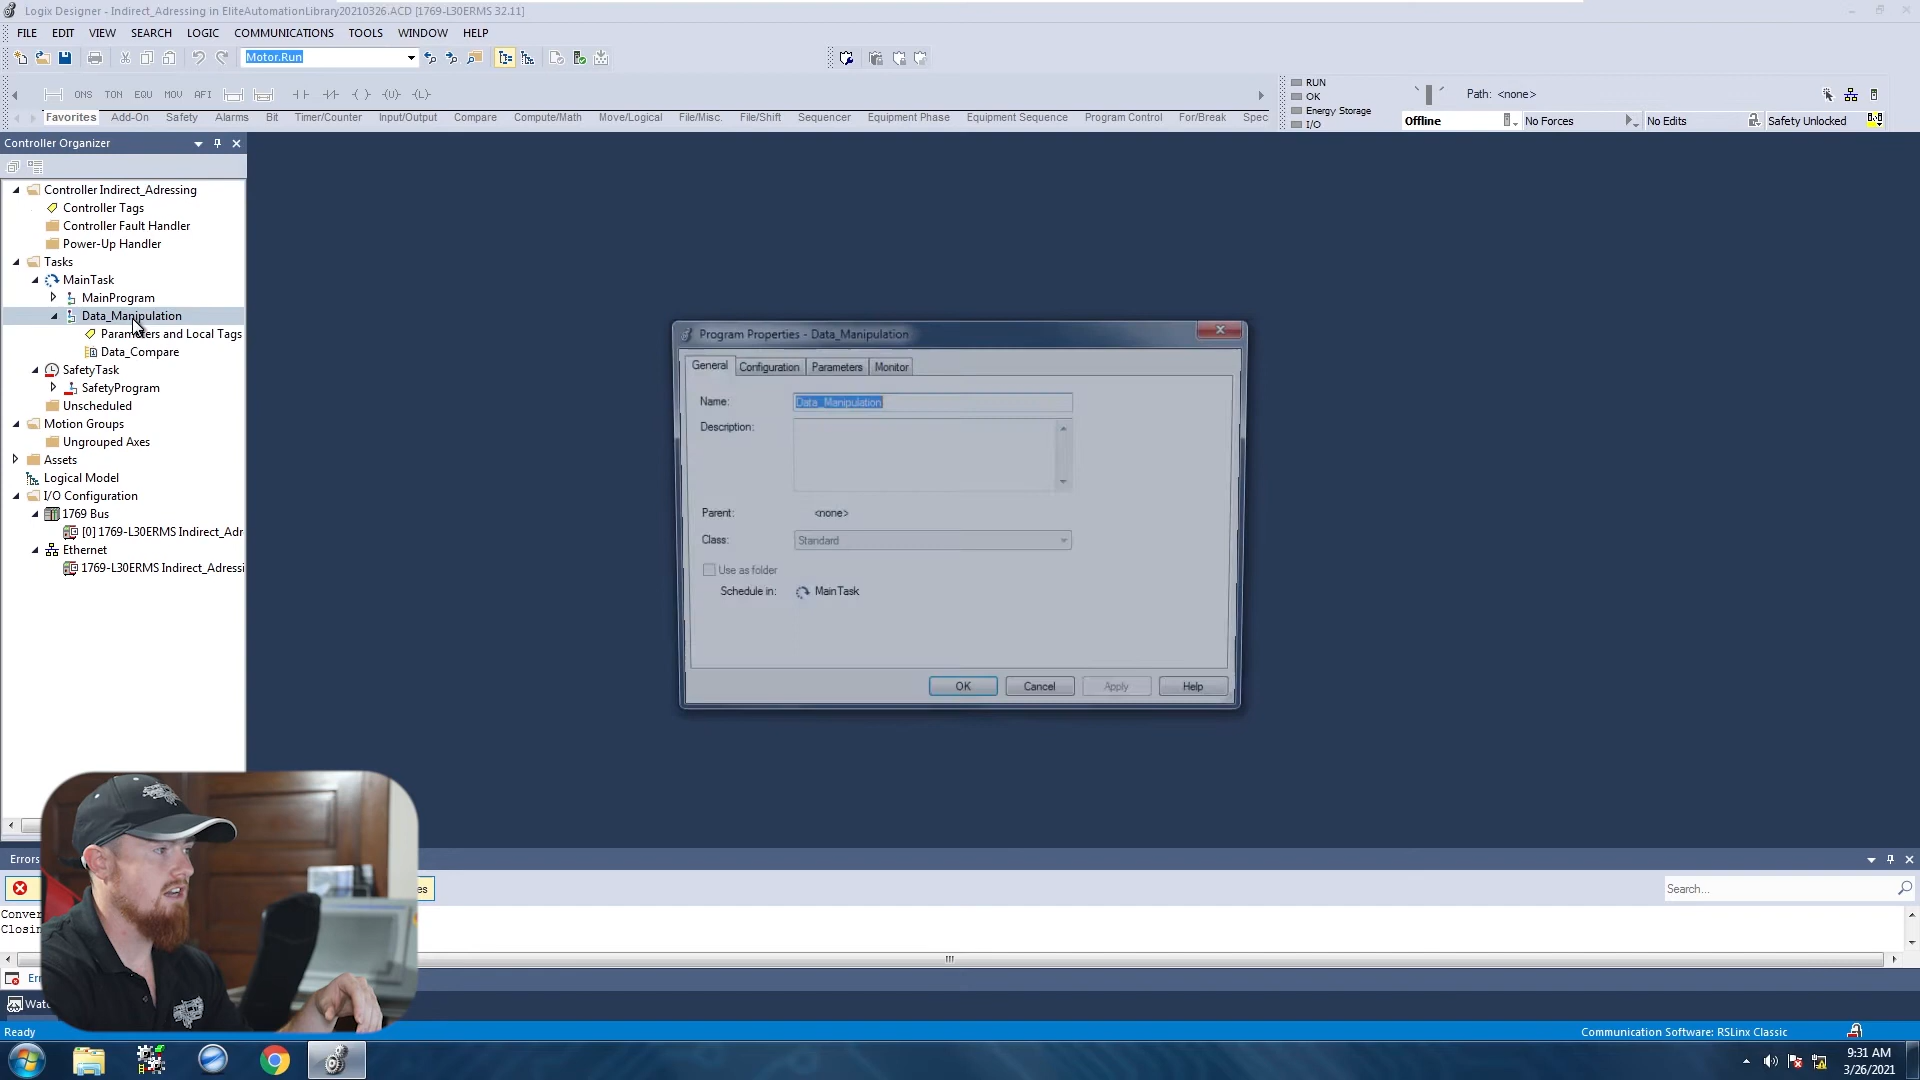 Logix Designer - Indirect_Adressing in EliteAutomationLibrary20210326.ACD [1769-L30ERMS 32.11]
FILE EDIT VIEW SEARCH LOGIC COMMUNICATIONS TOOLS WINDOW HELP
Motor.Run
ONS TON EQU MOV AFI
Favorites Add-On Safety Alarms Bit Timer/Counter Input/Output Compare Compute/Math Move/Logical File/Misc. File/Shift Sequencer Equipment Phase Equipment Sequence Program Control For/Break Spec
RUN
OK
Energy Storage
I/O
Path: <none>
Offline No Forces No Edits Safety Unlocked
Controller Organizer
Controller Indirect_Adressing
Controller Tags
Controller Fault Handler
Power-Up Handler
Tasks
MainTask
MainProgram
Data_Manipulation
Parameters and Local Tags
Data_Compare
SafetyTask
SafetyProgram
Unscheduled
Motion Groups
Ungrouped Axes
Assets
Logical Model
I/O Configuration
1769 Bus
[0] 1769-L30ERMS Indirect_Adr
Ethernet
1769-L30ERMS Indirect_Adressi
Program Properties - Data_Manipulation
General Configuration Parameters Monitor
Name: Data_Manipulation
Description:
Parent: <none>
Class: Standard
Use as folder
Schedule in: MainTask
OK Cancel Apply Help
Errors
es
Search...
Conver
Closin
Err
Watc
Ready
Communication Software: RSLinx Classic
9:31 AM
3/26/2021